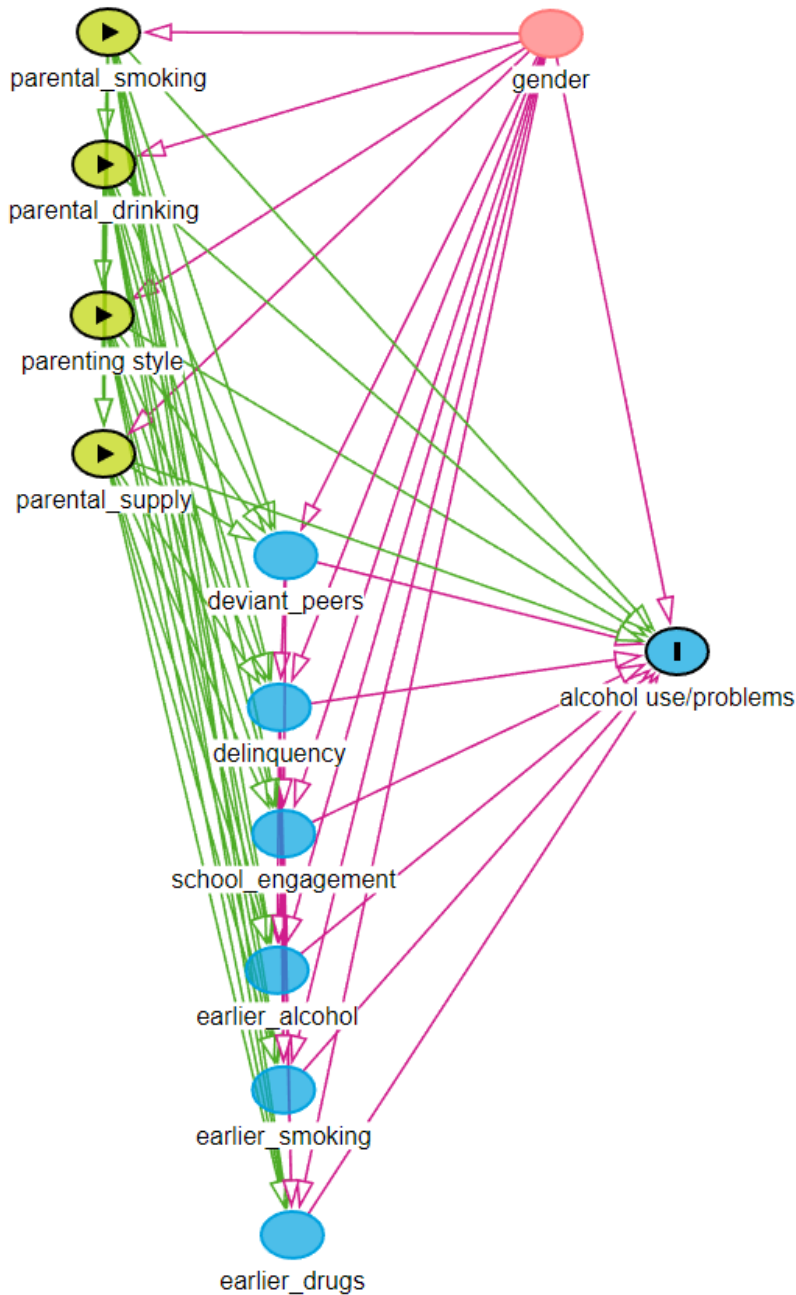 parental_smoking
gender
parental_drinking
parenting style
parental_supply
deviant_peers
alcohol use/problems
delinquency
school_engagement
earlier_alcohol
earlier_smoking
earlier_drugs